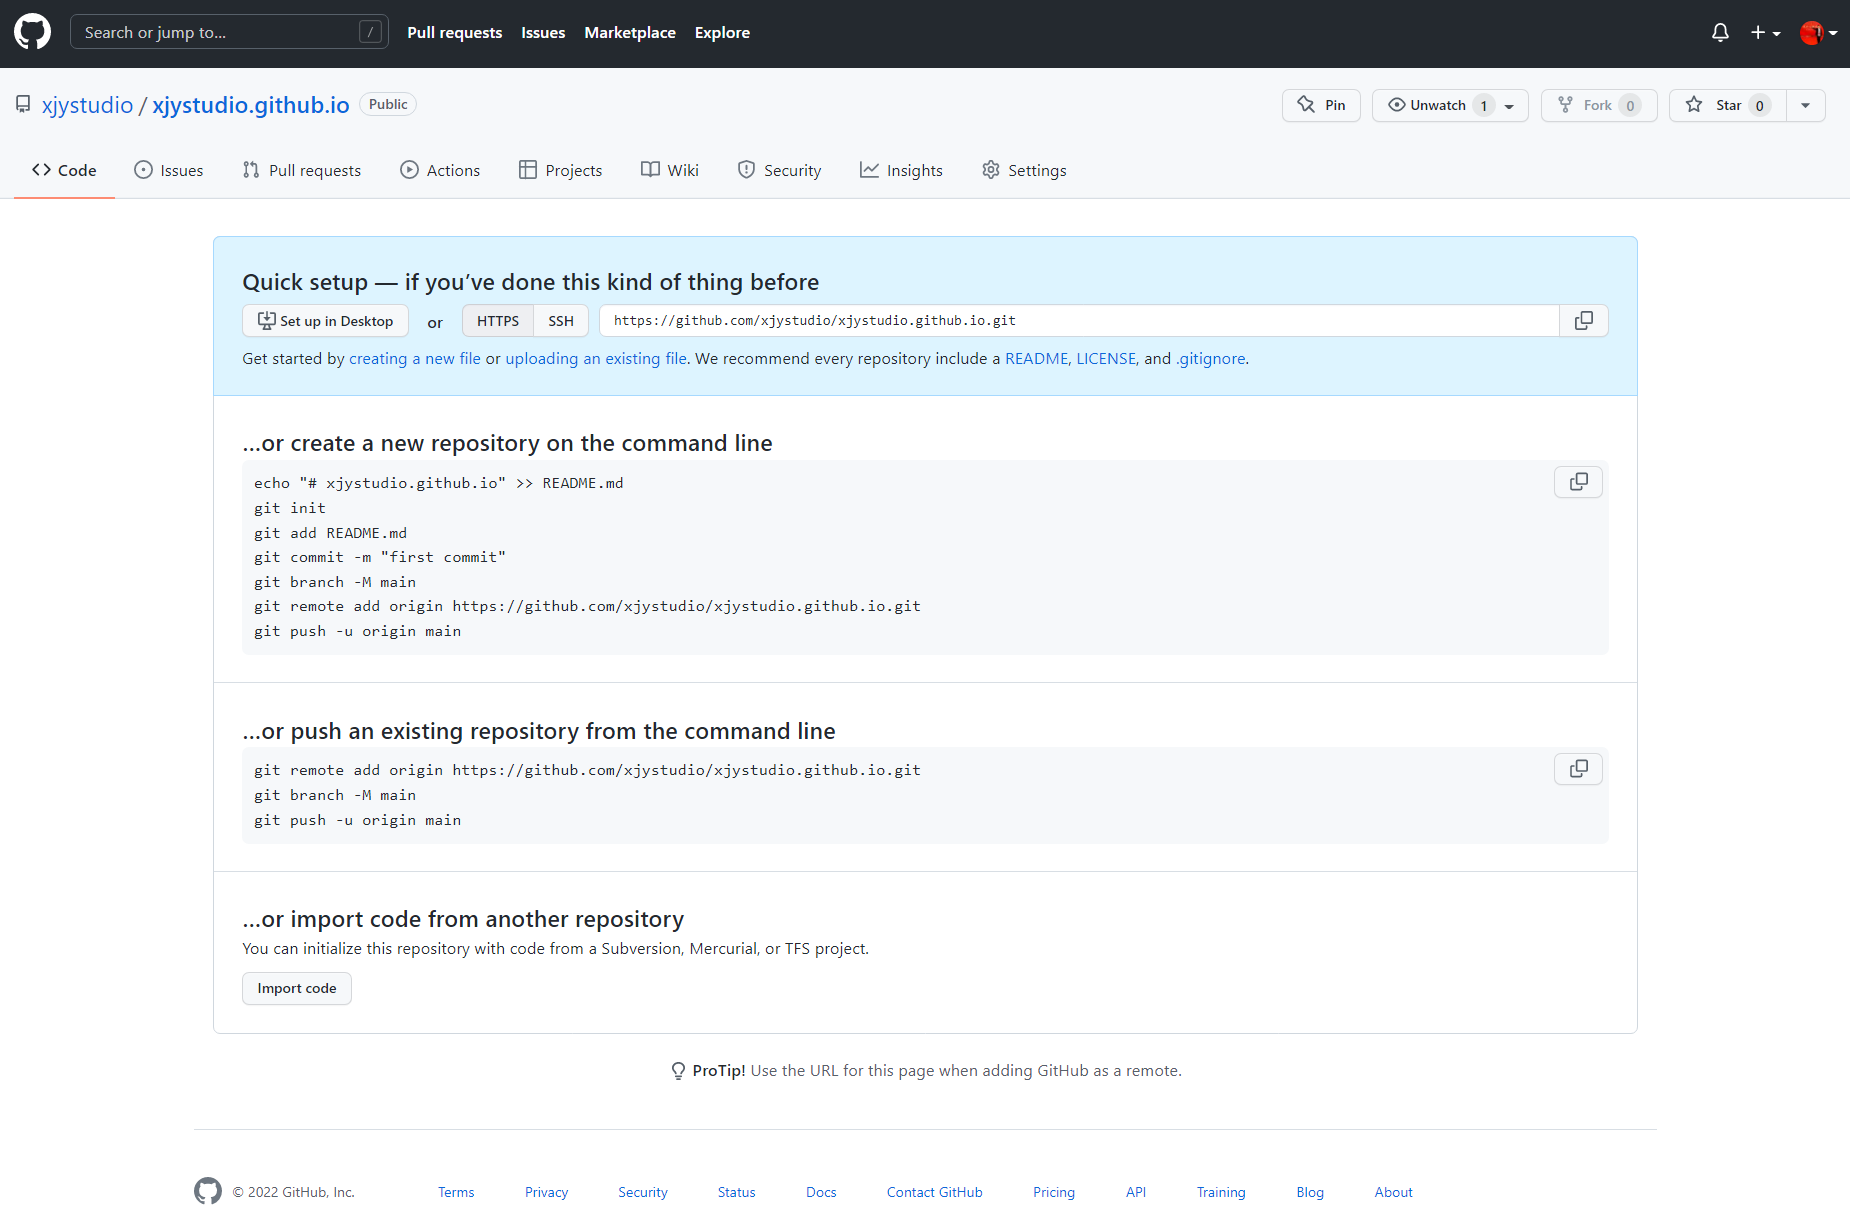 Search or jump to... /
Pull requests Issues Marketplace Explore
xjystudio / xjystudio.github.io Public
Pin Unwatch 1 Fork 0 Star 0
Code Issues Pull requests Actions Projects Wiki Security Insights Settings
Quick setup — if you’ve done this kind of thing before
Set up in Desktop or HTTPS SSH https://github.com/xjystudio/xjystudio.github.io.git
Get started by creating a new file or uploading an existing file. We recommend every repository include a README, LICENSE, and .gitignore.
…or create a new repository on the command line
echo "# xjystudio.github.io" >> README.md
git init
git add README.md
git commit -m "first commit"
git branch -M main
git remote add origin https://github.com/xjystudio/xjystudio.github.io.git
git push -u origin main
…or push an existing repository from the command line
git remote add origin https://github.com/xjystudio/xjystudio.github.io.git
git branch -M main
git push -u origin main
…or import code from another repository
You can initialize this repository with code from a Subversion, Mercurial, or TFS project.
Import code
ProTip! Use the URL for this page when adding GitHub as a remote.
© 2022 GitHub, Inc. Terms Privacy Security Status Docs Contact GitHub Pricing API Training Blog About